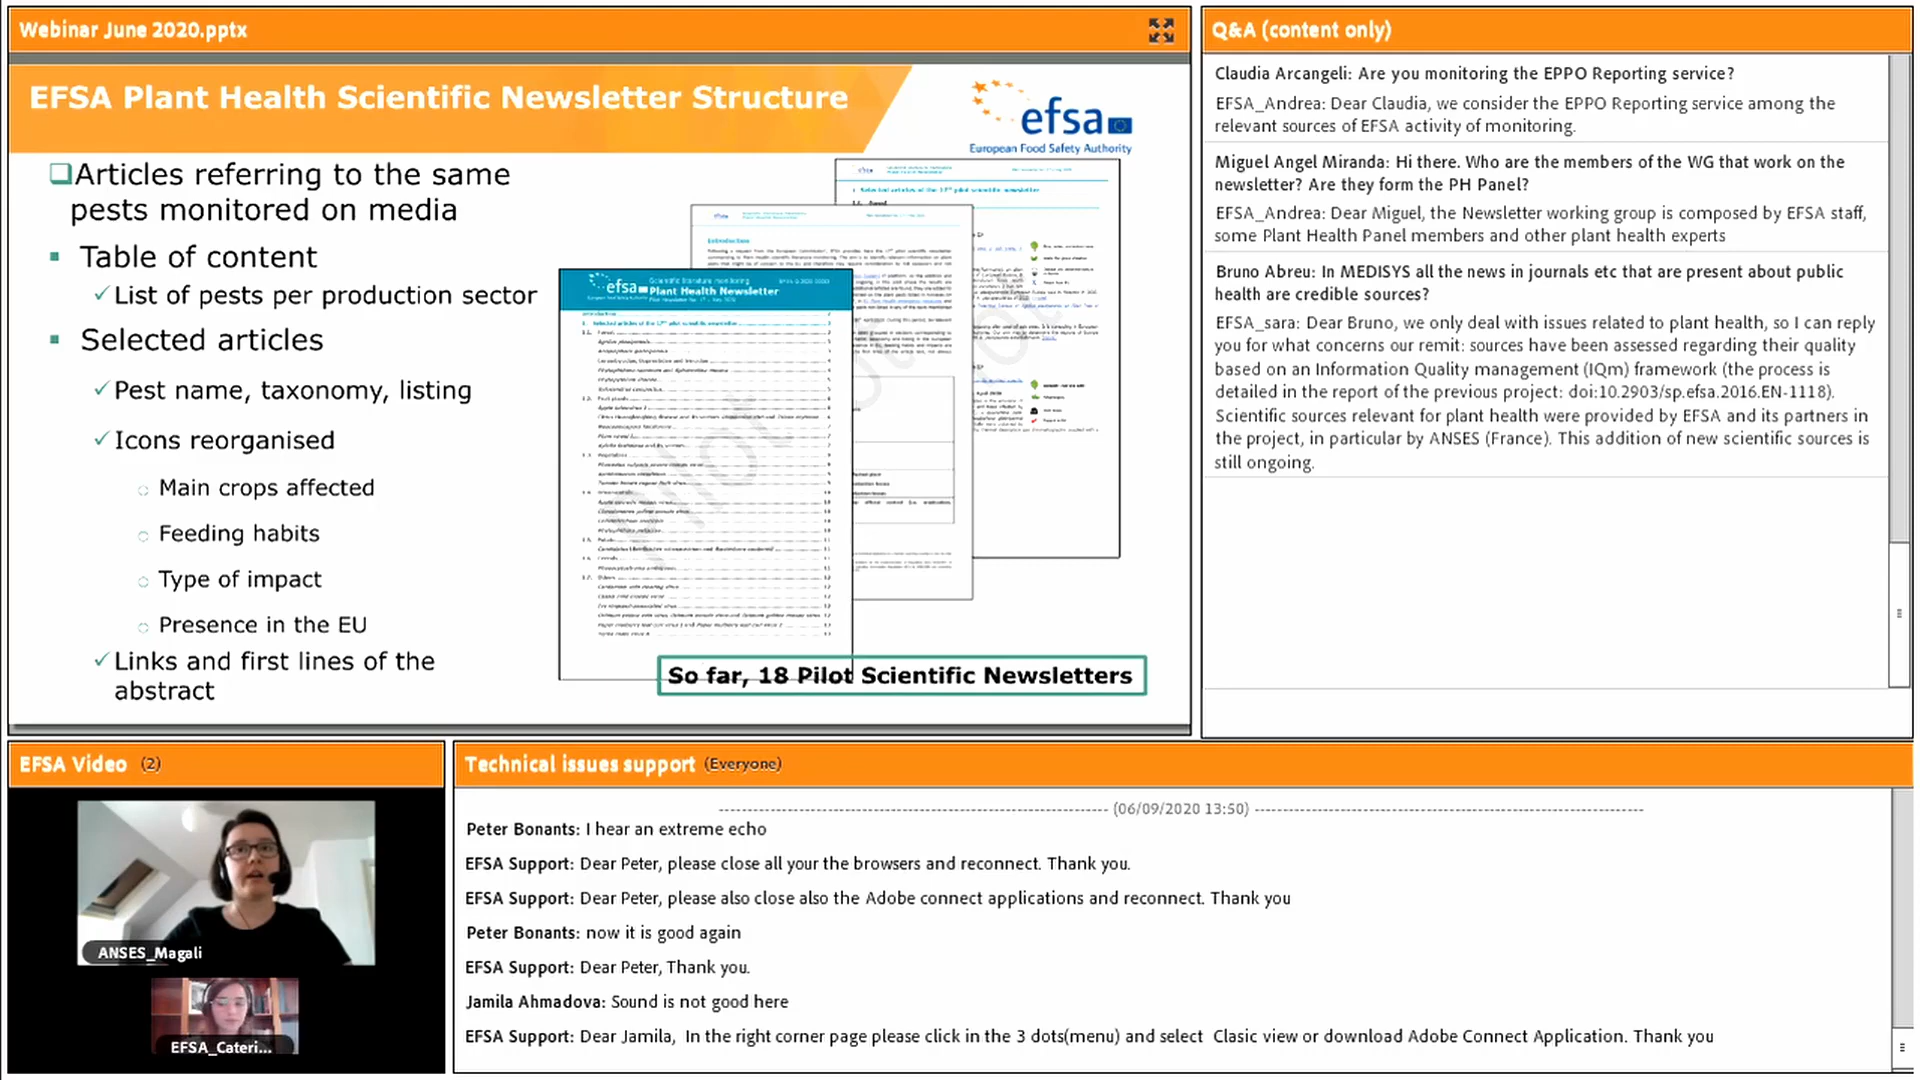 Webinar June 2020.pptx
EFSA Plant Health Scientific Newsletter Structure
efsa
European Food Safety Authority
Articles referring to the same
pests monitored on media
Table of content
List of pests per production sector
Selected articles
Pest name, taxonomy, listing
Icons reorganised
Main crops affected
Feeding habits
Type of impact
Presence in the EU
Links and first lines of the
abstract
efsa
Scientific literature monitoring
Plant Health Newsletter
Introduction
So far, 18 Pilot Scientific Newsletters
Q&A (content only)
Claudia Arcangeli: Are you monitoring the EPPO Reporting service?
EFSA_Andrea: Dear Claudia, we consider the EPPO Reporting service among the
relevant sources of EFSA activity of monitoring.
Miguel Angel Miranda: Hi there. Who are the members of the WG that work on the
newsletter? Are they form the PH Panel?
EFSA_Andrea: Dear Miguel, the Newsletter working group is composed by EFSA staff,
some Plant Health Panel members and other plant health experts
Bruno Abreu: In MEDISYS all the news in journals etc that are present about public
health are credible sources?
EFSA_sara: Dear Bruno, we only deal with issues related to plant health, so I can reply
you for what concerns our remit: sources have been assessed regarding their quality
based on an Information Quality management (IQm) framework (the process is
detailed in the report of the previous project: doi:10.2903/sp.efsa.2016.EN-1118).
Scientific sources relevant for plant health were provided by EFSA and its partners in
the project, in particular by ANSES (France). This addition of new scientific sources is
still ongoing.
EFSA Video (2)
ANSES_Magali
EFSA_Cateri...
Technical issues support (Everyone)
(06/09/2020 13:50)
Peter Bonants: I hear an extreme echo
EFSA Support: Dear Peter, please close all your the browsers and reconnect. Thank you.
EFSA Support: Dear Peter, please also close also the Adobe connect applications and reconnect. Thank you
Peter Bonants: now it is good again
EFSA Support: Dear Peter, Thank you.
Jamila Ahmadova: Sound is not good here
EFSA Support: Dear Jamila, In the right corner page please click in the 3 dots(menu) and select Clasic view or download Adobe Connect Application. Thank you